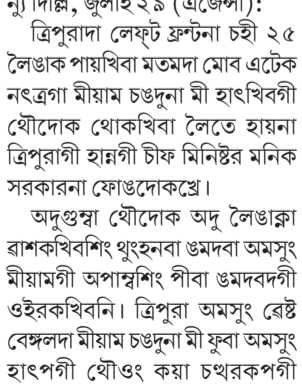 ন্যু দিল্লি, জুলাই ২৯ (এজেন্সী):
ত্রিপুরাদা লেফ্ট ফ্রন্টনা চহী ২৫
লৈঙাক পায়খিবা মতমদা মোব এটেক
নৎত্রগা মীয়াম চঙদুনা মী হাৎখিবগী
থৌদোক থোকখিবা লৈতে হায়না
ত্রিপুরাগী হান্নগী চীফ মিনিষ্টর মনিক
সরকারনা ফোঙদোকখ্রে।
অদুগুম্বা থৌদোক অদু লৈঙাক্না
ৱাশকখিবশিং থুংহনবা ঙমদবা অমসুং
মীয়ামগী অপাম্বশিং পীবা ঙমদবদগী
ওইরকখিবনি। ত্রিপুরা অমসুং ৱেষ্ট
বেঙ্গলদা মীয়াম চঙদুনা মী ফুবা অমসুং
হাৎপগী থৌওং কয়া চত্থরকপগী